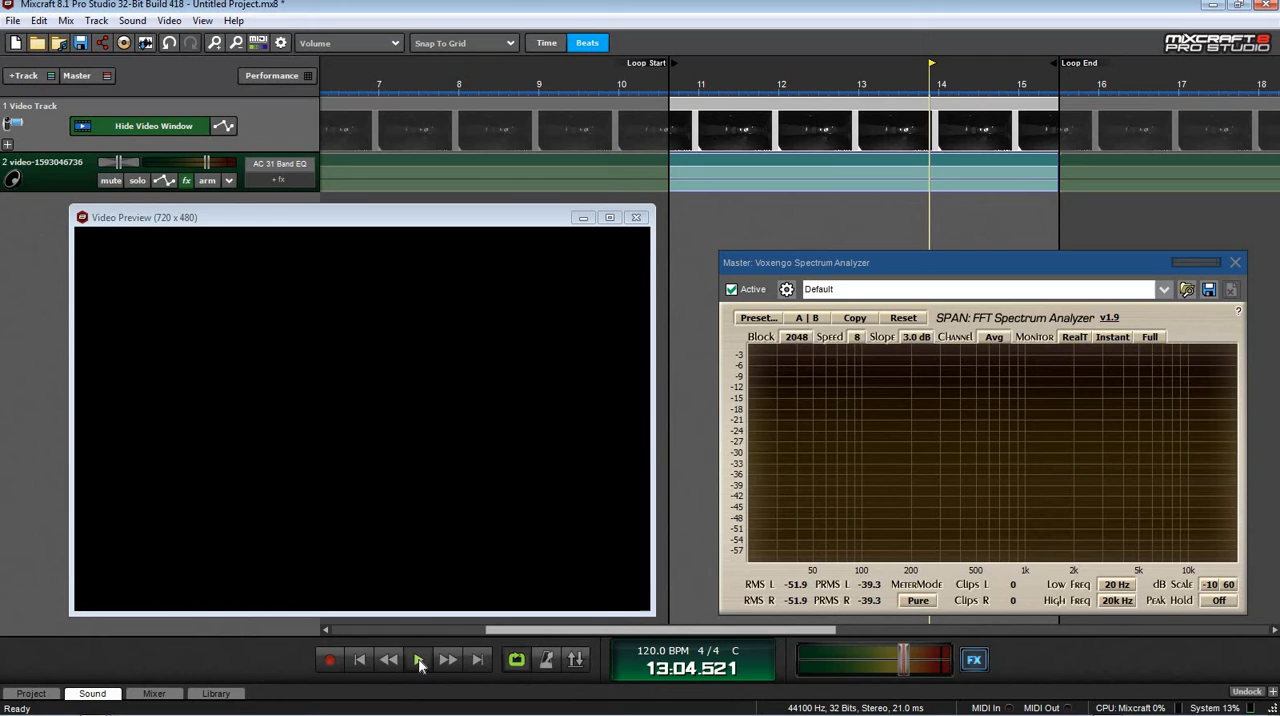 Mixcraft 8.1 Pro Studio 32-Bit Build 418 - Untitled Project.mx8 *
File Edit Mix Track Sound Video View Help
Volume Snap To Grid Time Beats MIXCRAFT 8 PRO STUDIO
+Track Master Performance
Loop Start Loop End
7 8 9 10 11 12 13 14 15 16 17 18
1 Video Track
Hide Video Window
2 video-1593046736 AC 31 Band EQ
mute solo fx arm + fx
Video Preview (720 x 480)
Master: Voxengo Spectrum Analyzer
Active Default
Preset... A | B Copy Reset SPAN: FFT Spectrum Analyzer v1.9 ?
Block 2048 Speed 8 Slope 3.0 dB Channel Avg Monitor RealT Instant Full
-3
-6
-9
-12
-15
-18
-21
-24
-27
-30
-33
-36
-39
-42
-45
-48
-51
-54
-57
50 100 200 500 1k 2k 5k 10k
RMS L -51.9 PRMS L -39.3 MeterMode Clips L 0 Low Freq 20 Hz dB Scale -10 60
RMS R -51.9 PRMS R -39.3 Pure Clips R 0 High Freq 20k Hz Peak Hold Off
120.0 BPM 4 / 4 C
13:04.521
FX
Project Sound Mixer Library Undock
Ready 44100 Hz, 32 Bits, Stereo, 21.0 ms MIDI In MIDI Out CPU: Mixcraft 0% System 13%